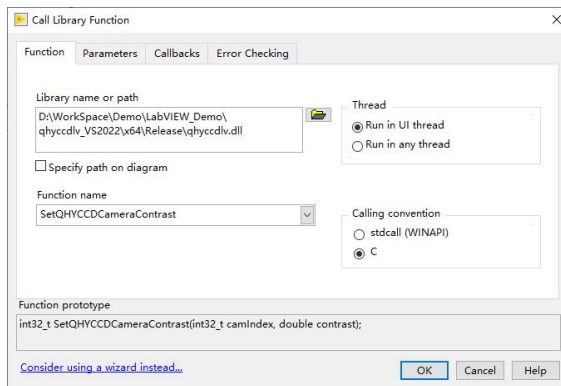 Call Library Function
Function
Parameters
Callbacks
Error Checking
Library name or path
D:\WorkSpace\Demo\LabVIEW_Demo\
qhyccdlv_VS2022\x64\Release\qhyccdlv.dll
Specify path on diagram
Function name
SetQHYCCDCameraContrast
Thread
Run in UI thread
Run in any thread
Calling convention
stdcall (WINAPI)
C
Function prototype
int32_t SetQHYCCDCameraContrast(int32_t camIndex, double contrast);
Consider using a wizard instead...
OK
Cancel
Help